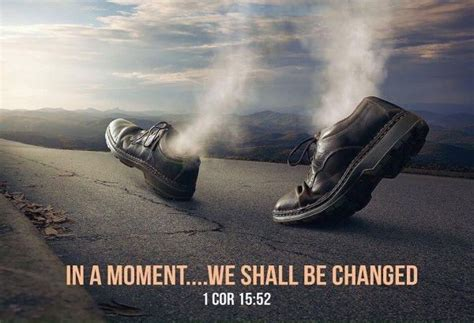 IN A MOMENT....WE SHALL BE CHANGED
1 COR 15:52